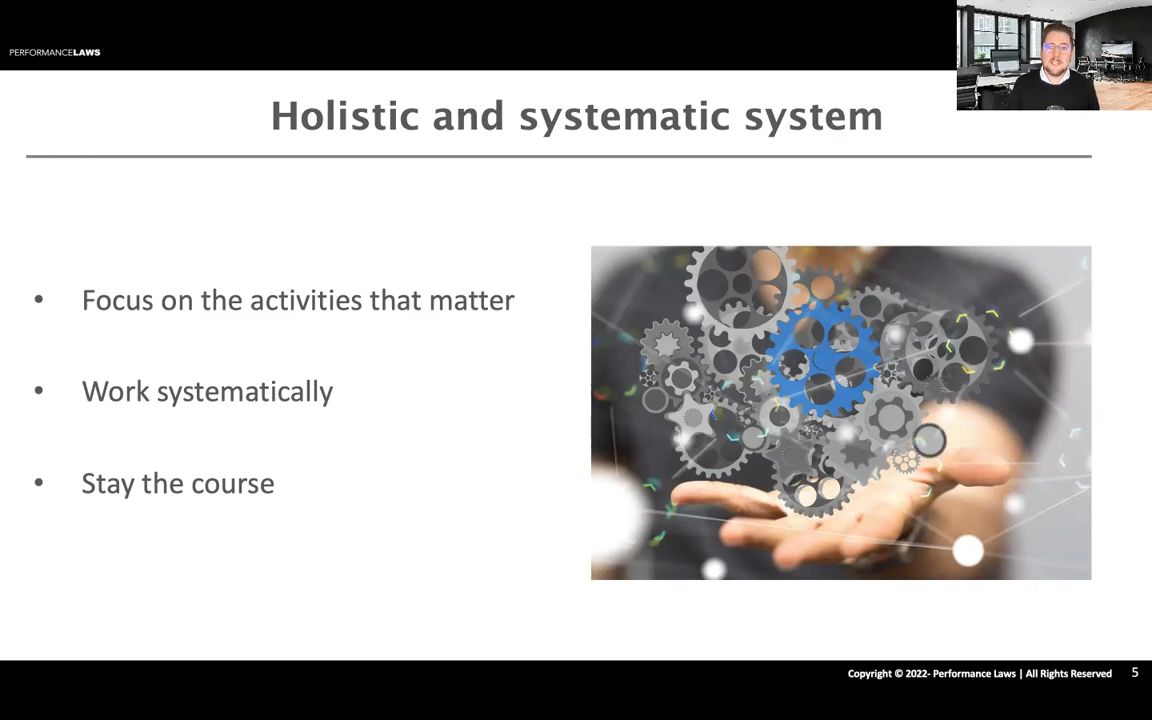 PERFORMANCELAWS
Holistic and systematic system
• Focus on the activities that matter
• Work systematically
• Stay the course
Copyright © 2022- Performance Laws | All Rights Reserved 5